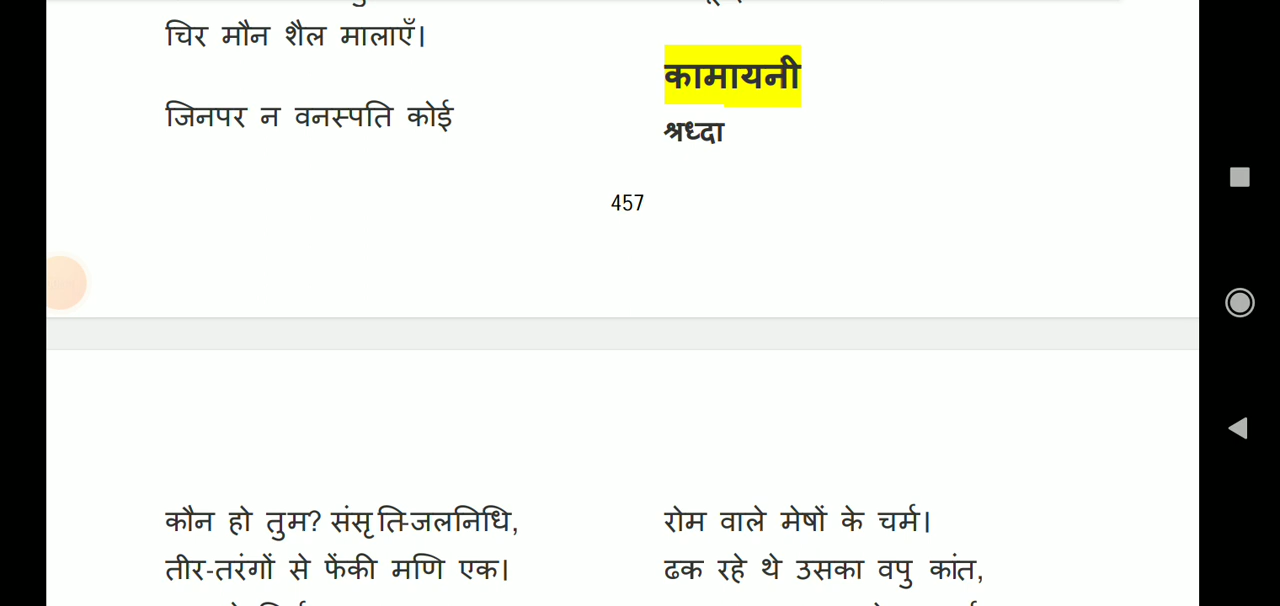 चिर मौन शैल मालाएँ।
जिनपर न वनस्पति कोई
कामायनी
श्रध्दा
457
कौन हो तुम? संसृति-जलनिधि,
तीर-तरंगों से फेंकी मणि एक।
रोम वाले मेषों के चर्म।
ढक रहे थे उसका वपु कांत,